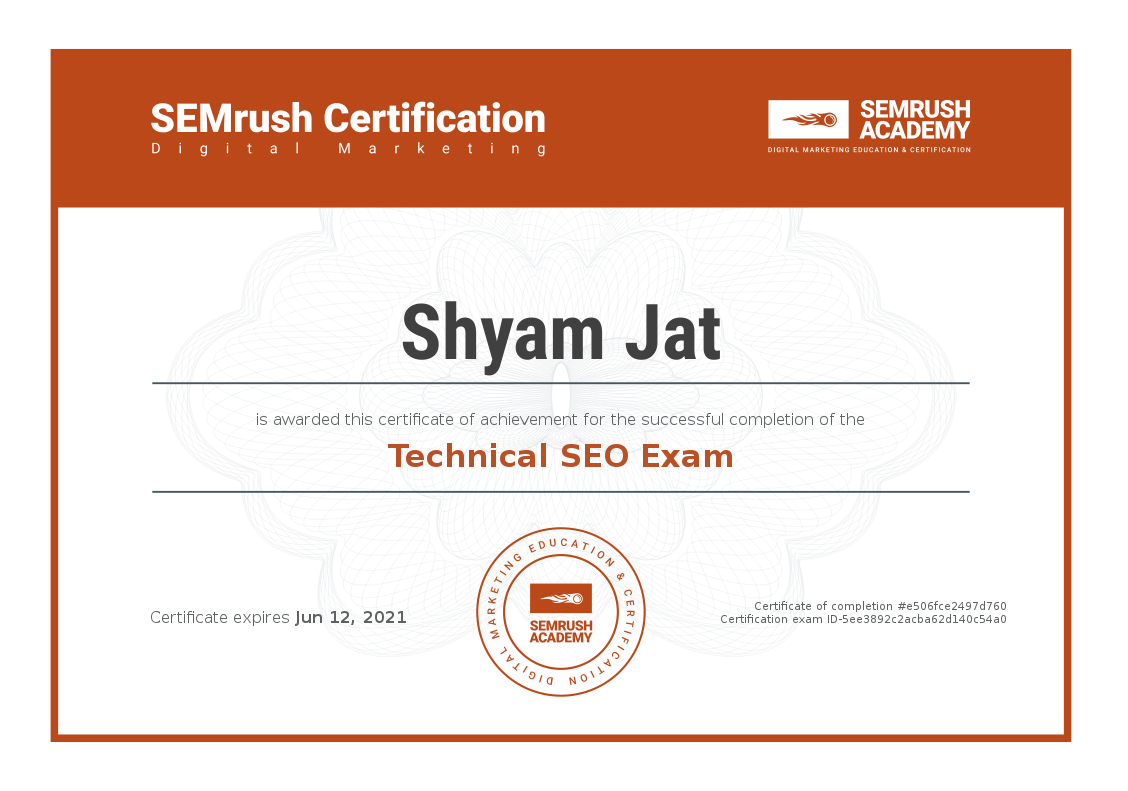 SEMrush Certification
Digital Marketing
SEMRUSH
ACADEMY
DIGITAL MARKETING EDUCATION & CERTIFICATION
Shyam Jat
is awarded this certificate of achievement for the successful completion of the
Technical SEO Exam
Certificate expires Jun 12, 2021
DIGITAL MARKETING EDUCATION & CERTIFICATION
SEMRUSH
ACADEMY
Certificate of completion #e506fce2497d760
Certification exam ID-5ee3892c2acba62d140c54a0